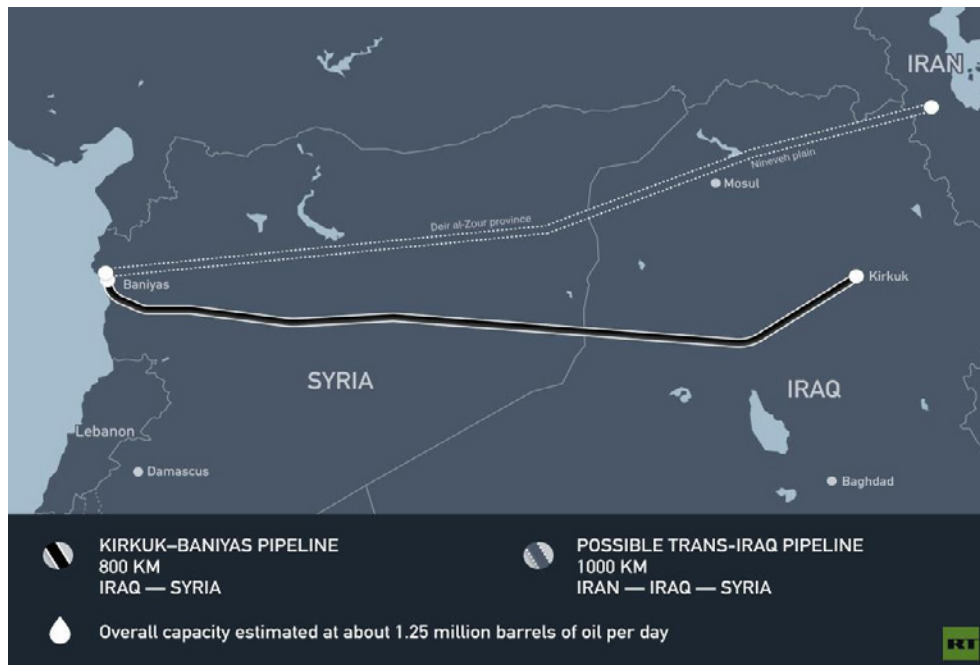 IRAN
Nineveh plain
Mosul
Deir al-Zour province
Baniyas
Kirkuk
SYRIA
IRAQ
Lebanon
Damascus
Baghdad
KIRKUK–BANIYAS PIPELINE
800 KM
IRAQ — SYRIA
POSSIBLE TRANS-IRAQ PIPELINE
1000 KM
IRAN — IRAQ — SYRIA
Overall capacity estimated at about 1.25 million barrels of oil per day
RT